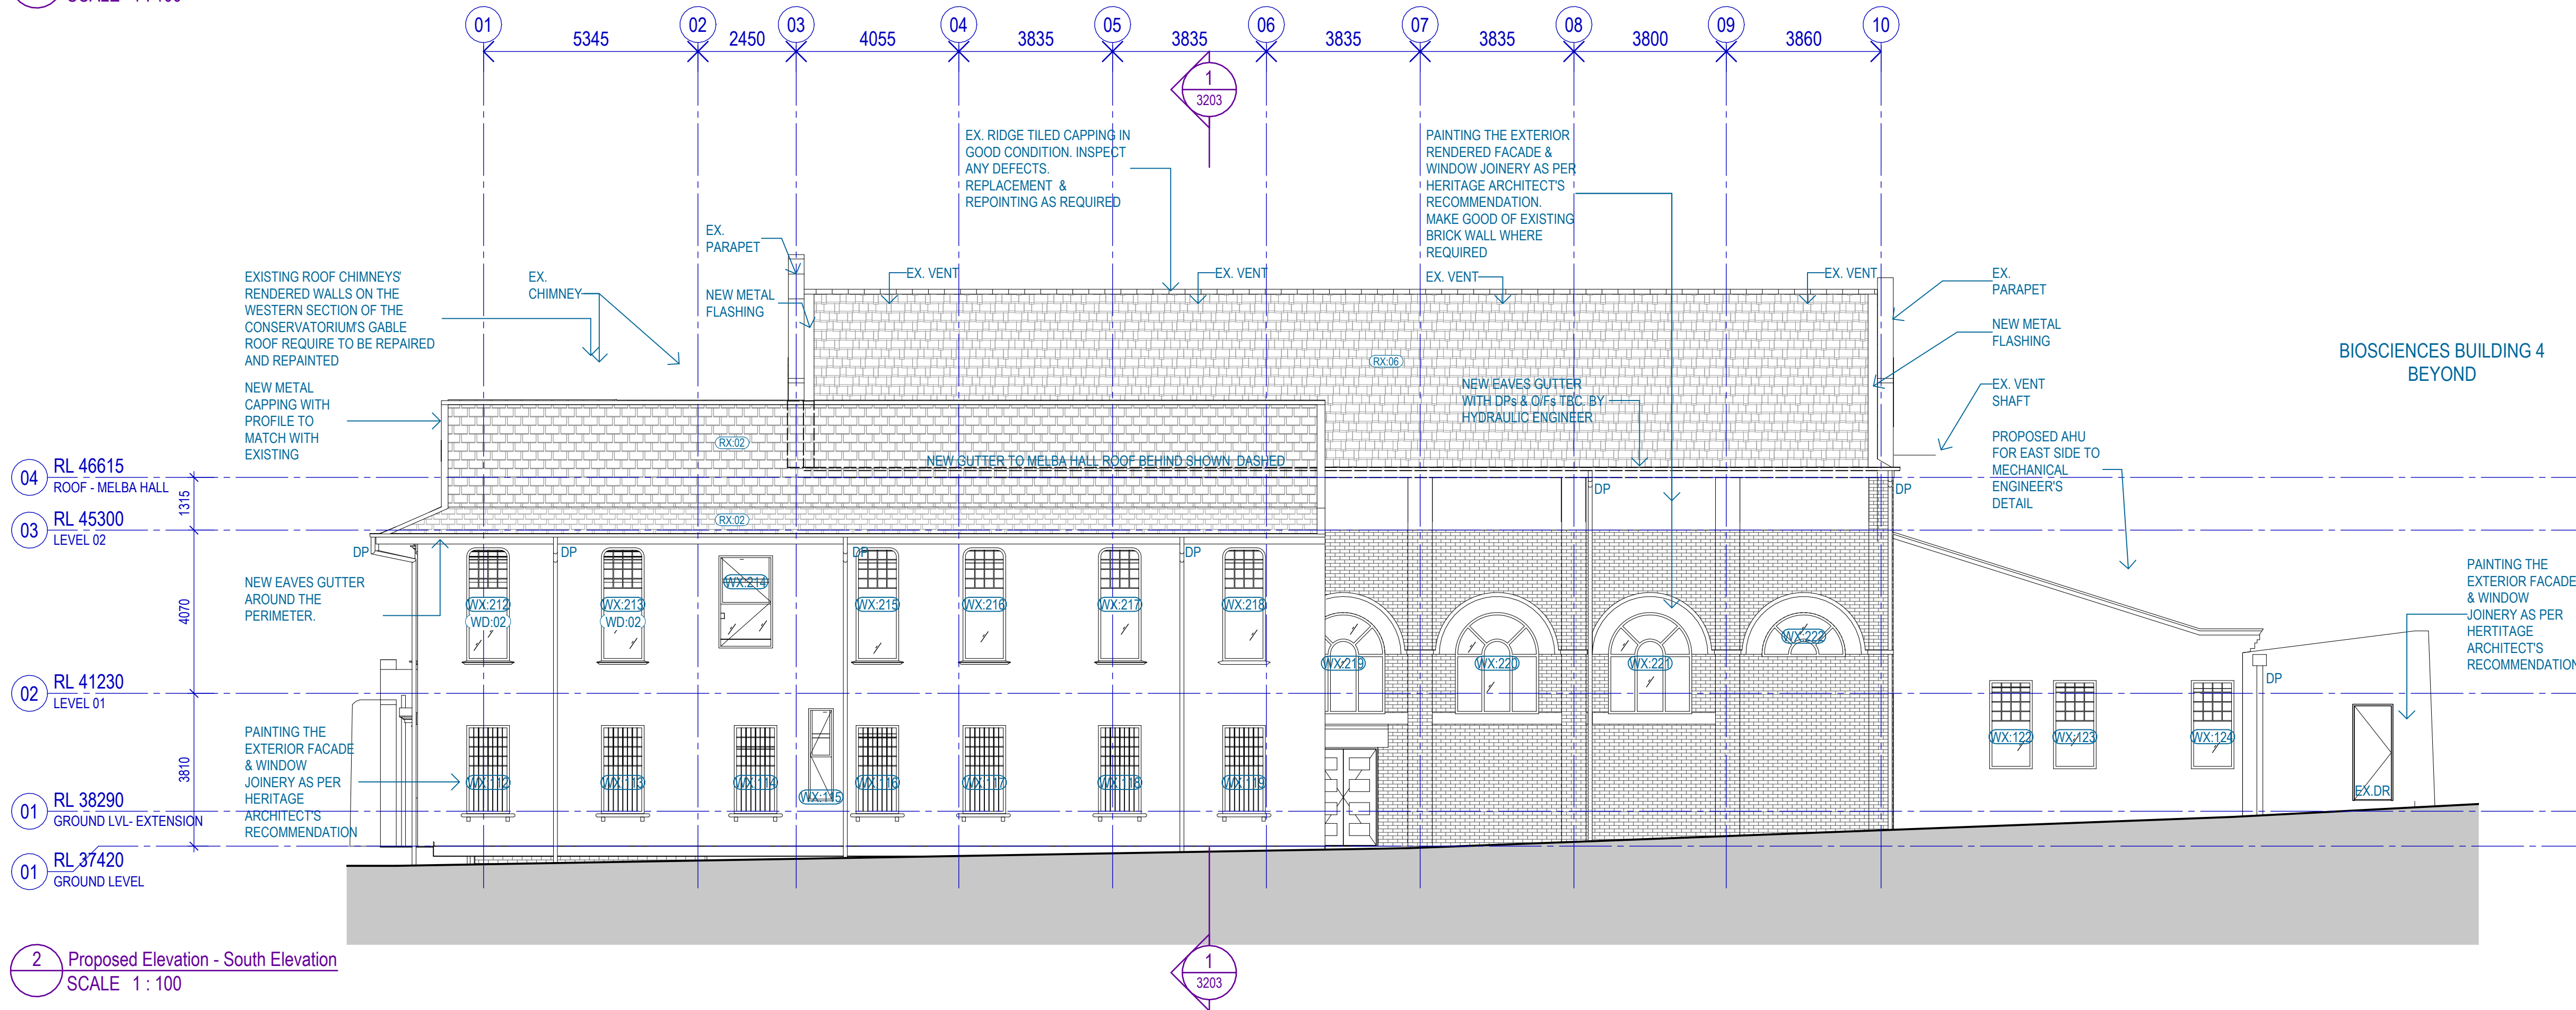 01
02
03
04
05
06
07
08
09
10
5345
2450
4055
3835
3835
3835
3835
3800
3860
1
3203
EX. RIDGE TILED CAPPING IN
GOOD CONDITION. INSPECT
ANY DEFECTS.
REPLACEMENT &
REPOINTING AS REQUIRED
PAINTING THE EXTERIOR
RENDERED FACADE &
WINDOW JOINERY AS PER
HERITAGE ARCHITECT'S
RECOMMENDATION.
MAKE GOOD OF EXISTING
BRICK WALL WHERE
REQUIRED
EX.
PARAPET
EXISTING ROOF CHIMNEYS'
RENDERED WALLS ON THE
WESTERN SECTION OF THE
CONSERVATORIUM'S GABLE
ROOF REQUIRE TO BE REPAIRED
AND REPAINTED
EX.
CHIMNEY
NEW METAL
FLASHING
EX. VENT
EX. VENT
EX. VENT
EX. VENT
EX.
PARAPET
NEW METAL
FLASHING
BIOSCIENCES BUILDING 4
BEYOND
RX:06
NEW METAL
CAPPING WITH
PROFILE TO
MATCH WITH
EXISTING
NEW EAVES GUTTER
WITH DPs & O/Fs TBC. BY
HYDRAULIC ENGINEER
EX. VENT
SHAFT
RX:02
NEW GUTTER TO MELBA HALL ROOF BEHIND SHOWN DASHED
PROPOSED AHU
FOR EAST SIDE TO
MECHANICAL
ENGINEER'S
DETAIL
04
RL 46615
ROOF - MELBA HALL
1315
DP
DP
03
RL 45300
LEVEL 02
RX:02
DP
DP
DP
DP
NEW EAVES GUTTER
AROUND THE
PERIMETER.
4070
WX:212
WD:02
WX:213
WD:02
WX:214
WX:215
WX:216
WX:217
WX:218
WX:219
WX:220
WX:221
WX:222
PAINTING THE
EXTERIOR FACADE
& WINDOW
JOINERY AS PER
HERTITAGE
ARCHITECT'S
RECOMMENDATION
02
RL 41230
LEVEL 01
DP
PAINTING THE
EXTERIOR FACADE
& WINDOW
JOINERY AS PER
HERITAGE
ARCHITECT'S
RECOMMENDATION
3810
WX:112
WX:113
WX:114
WX:115
WX:116
WX:117
WX:118
WX:119
WX:122
WX:123
WX:124
EX.DR
01
RL 38290
GROUND LVL- EXTENSION
01
RL 37420
GROUND LEVEL
2
Proposed Elevation - South Elevation
SCALE 1 : 100
1
3203